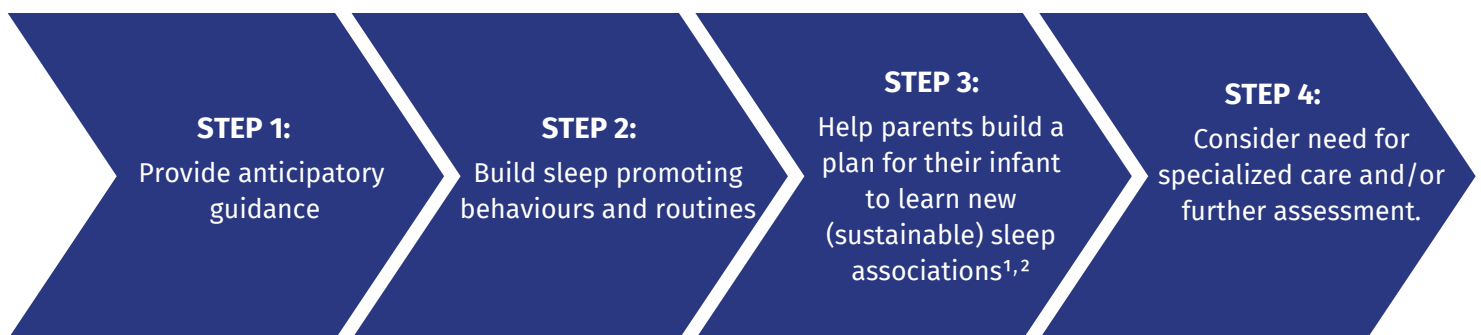 STEP 1:
Provide anticipatory
guidance
STEP 2:
Build sleep promoting
behaviours and routines
STEP 3:
Help parents build a
plan for their infant
to learn new
(sustainable) sleep
associations¹,²
STEP 4:
Consider need for
specialized care and/or
further assessment.